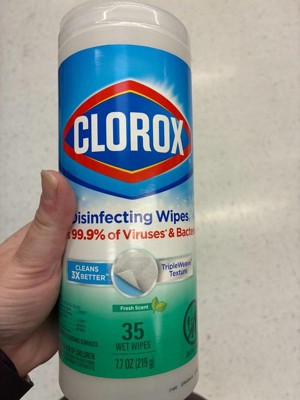 CLOROX
Disinfecting Wipes
99.9% of Viruses* &
CLEANS
3X BETTER
TripleWeave
Texture
Fresh Scent
35
WET WIPES
7.7 OZ (219 g)